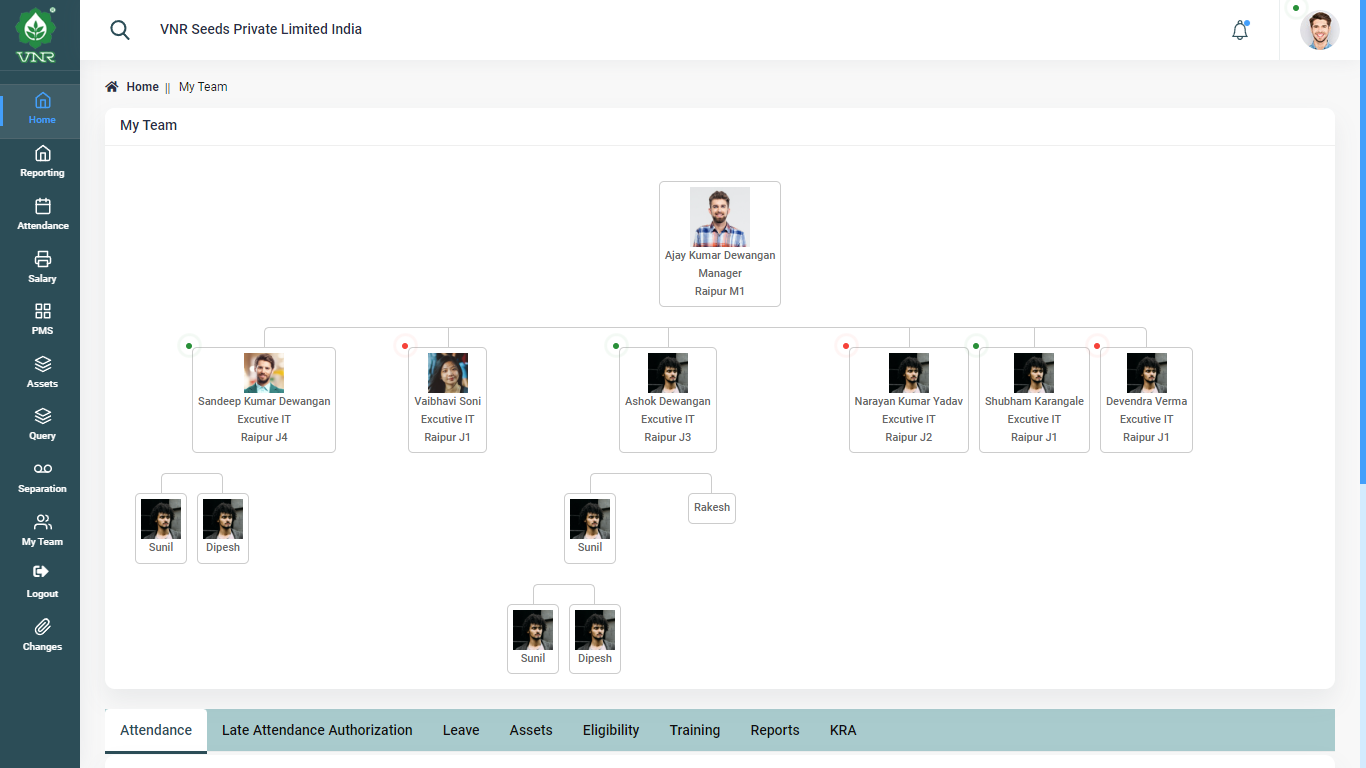 VNR
VNR Seeds Private Limited India
Home || My Team
Home
Reporting
Attendance
Salary
PMS
Assets
Query
Separation
My Team
Logout
Changes
My Team
Ajay Kumar Dewangan
Manager
Raipur M1
Sandeep Kumar Dewangan
Excutive IT
Raipur J4
Vaibhavi Soni
Excutive IT
Raipur J1
Ashok Dewangan
Excutive IT
Raipur J3
Narayan Kumar Yadav
Excutive IT
Raipur J2
Shubham Karangale
Excutive IT
Raipur J1
Devendra Verma
Excutive IT
Raipur J1
Sunil
Dipesh
Sunil
Rakesh
Sunil
Dipesh
Attendance Late Attendance Authorization Leave Assets Eligibility Training Reports KRA